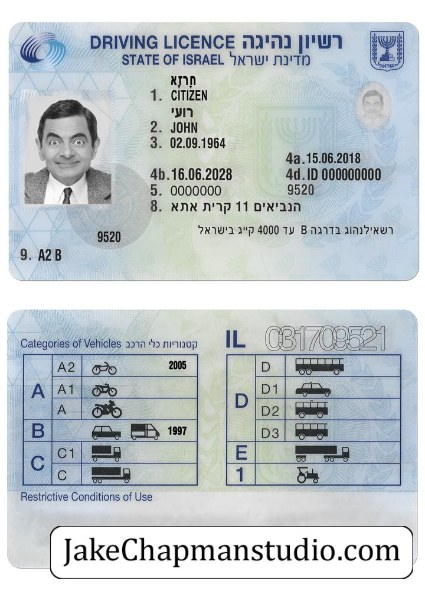 DRIVING LICENCE רשיון נהיגה
STATE OF ISRAEL מדינת ישראל
חֶרְזָא
1. CITIZEN
רועי
2. JOHN
3. 02.09.1964
4a. 15.06.2018
4b. 16.06.2028 4d. ID 000000000
5. 0000000 9520
8. הנביאים 11 קרית אתא
9520
רשאי לנהוג בדרגה B עד 4000 קי״ג בישראל
9. A2 B
Categories of Vehicles קטגוריות כלי הרכב
IL 031709521
A A2 2005
A1
A
B 1997
C C1
C
D D
D1
D2
D3
E
1
Restrictive Conditions of Use
JakeChapmanstudio.com